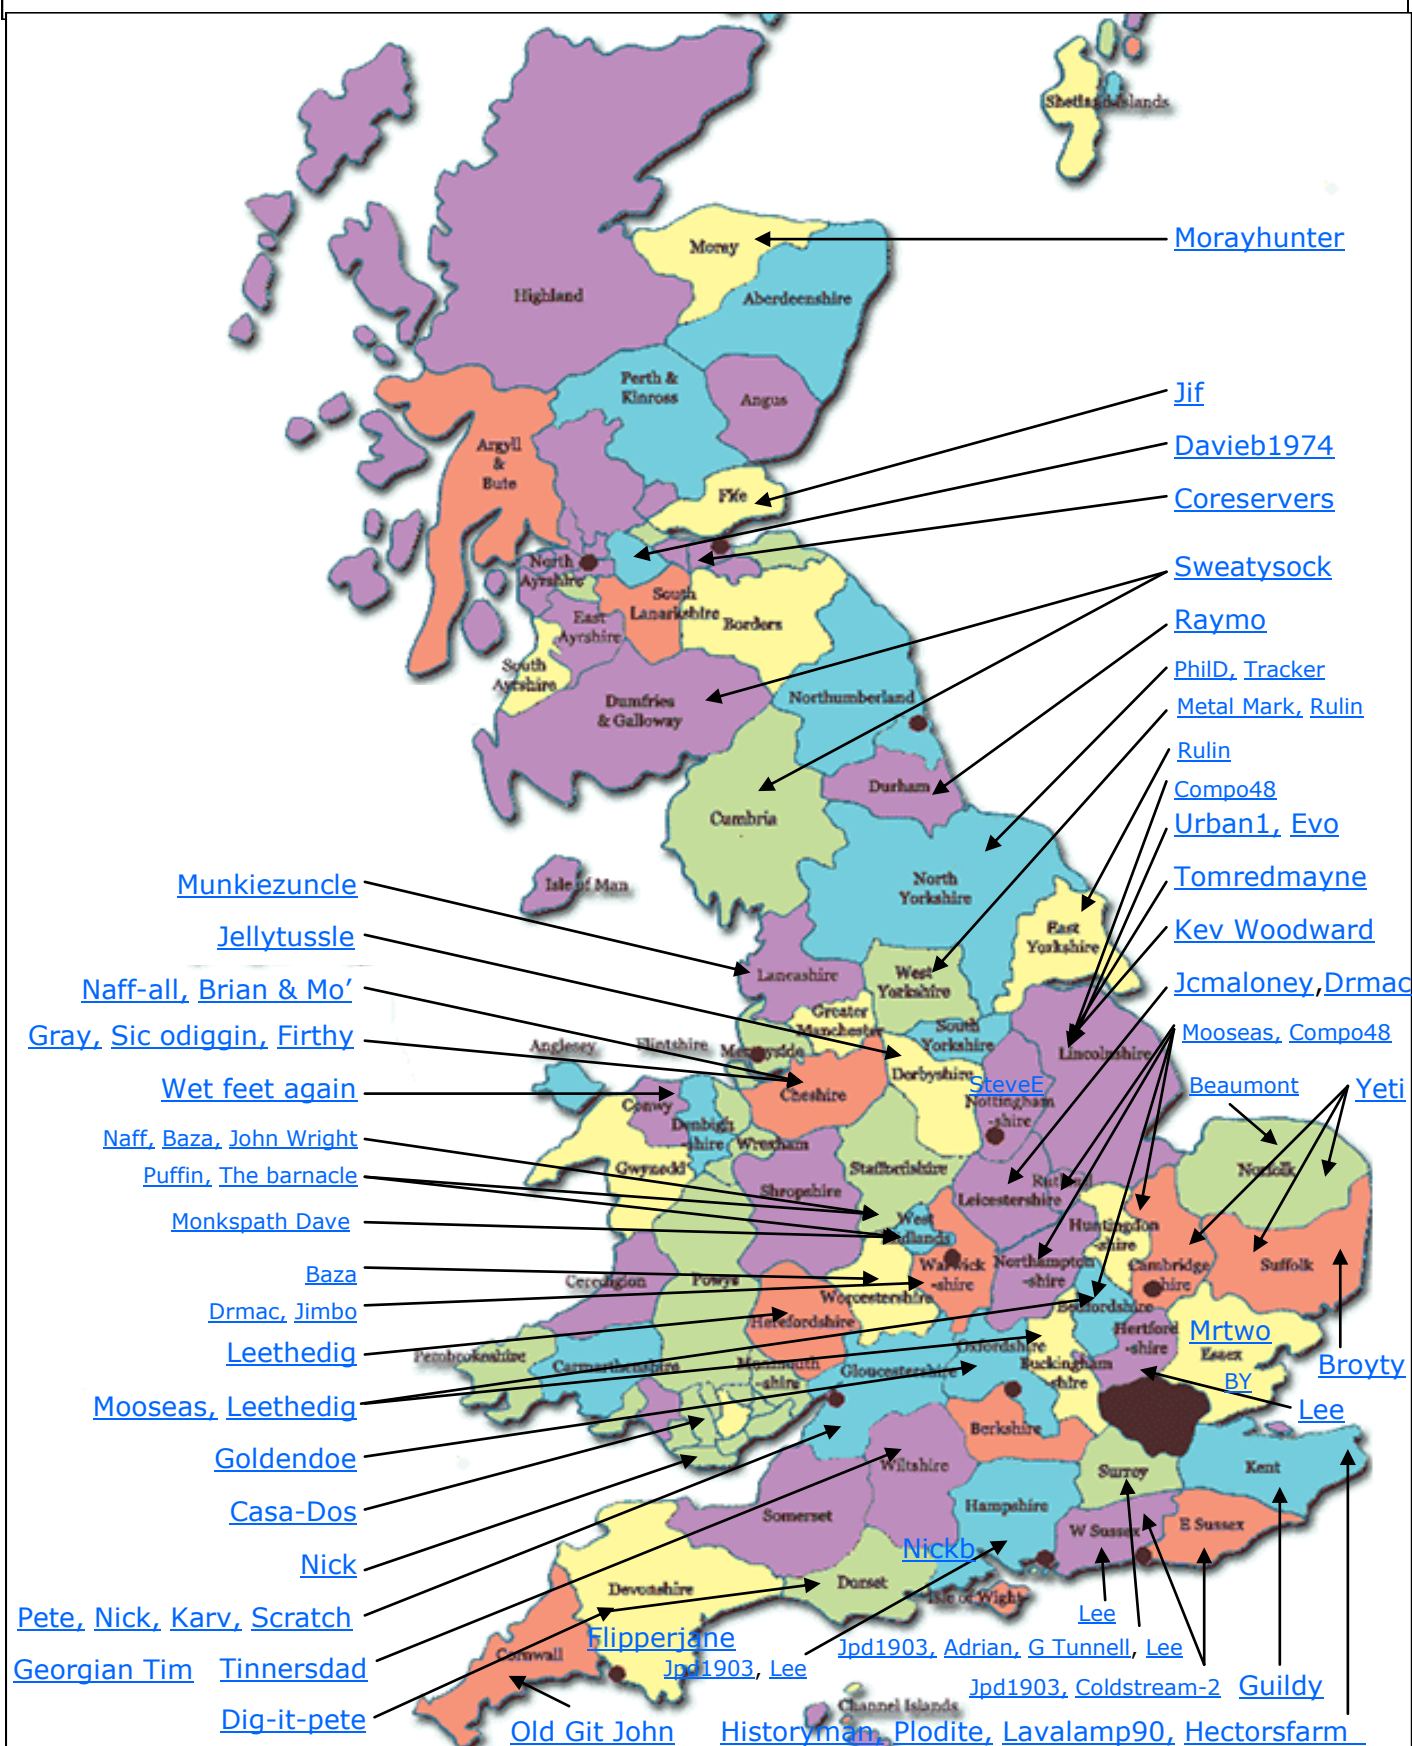 Shetland Islands
Moray
Morayhunter
Highland
Aberdeenshire
Perth &
Kinross
Angus
Jif
Argyll
&
Bute
Davieb1974
Fife
Coreservers
North
Ayrshire
Sweatysock
South
Lanarkshire
East
Ayrshire
Borders
Raymo
South
Ayrshire
PhilD, Tracker
Dumfries
& Galloway
Northumberland
Metal Mark, Rulin
Rulin
Durham
Compo48
Cumbria
Urban1, Evo
Munkiezuncle
Isle of Man
North
Yorkshire
Tomredmayne
Jellytussle
East
Yorkshire
Kev Woodward
Lancashire
West
Yorkshire
Naff-all, Brian & Mo’
Jcmaloney,Drmac
Greater
Manchester
Gray, Sic odiggin, Firthy
South
Yorkshire
Mooseas, Compo48
Anglesey
Flintshire
Merseyside
Lincolnshire
Derbyshire
Wet feet again
Cheshire
SteveE
Nottingham
-shire
Beaumont
Yeti
Conwy
Denbigh
-shire
Wrexham
Naff, Baza, John Wright
Gwynedd
Staffordshire
Norfolk
Puffin, The barnacle
Shropshire
Leicestershire
Rutland
Monkspath Dave
West
Midlands
Huntingdon
-shire
Baza
Ceredigion
Powys
Warwick
-shire
Northampton
-shire
Cambridge
-shire
Suffolk
Drmac, Jimbo
Worcestershire
Bedfordshire
Herefordshire
Hertford
-shire
Mrtwo
Essex
Leethedig
Pembrokeshire
Carmarthenshire
Monmouth
-shire
Gloucestershire
Oxfordshire
Buckingham
-shire
Broyty
BY
Mooseas, Leethedig
Lee
Goldendoe
Berkshire
Wiltshire
Surrey
Kent
Casa-Dos
Somerset
Hampshire
W Sussex
E Sussex
Nick
Nickb
Devonshire
Dorset
Isle of Wight
Pete, Nick, Karv, Scratch
Lee
Flipperjane
Jpd1903, Adrian, G Tunnell, Lee
Cornwall
Georgian Tim
Tinnersdad
Jpd1903, Lee
Jpd1903, Coldstream-2
Guildy
Channel Islands
Dig-it-pete
Old Git John
Historyman, Plodite, Lavalamp90, Hectorsfarm